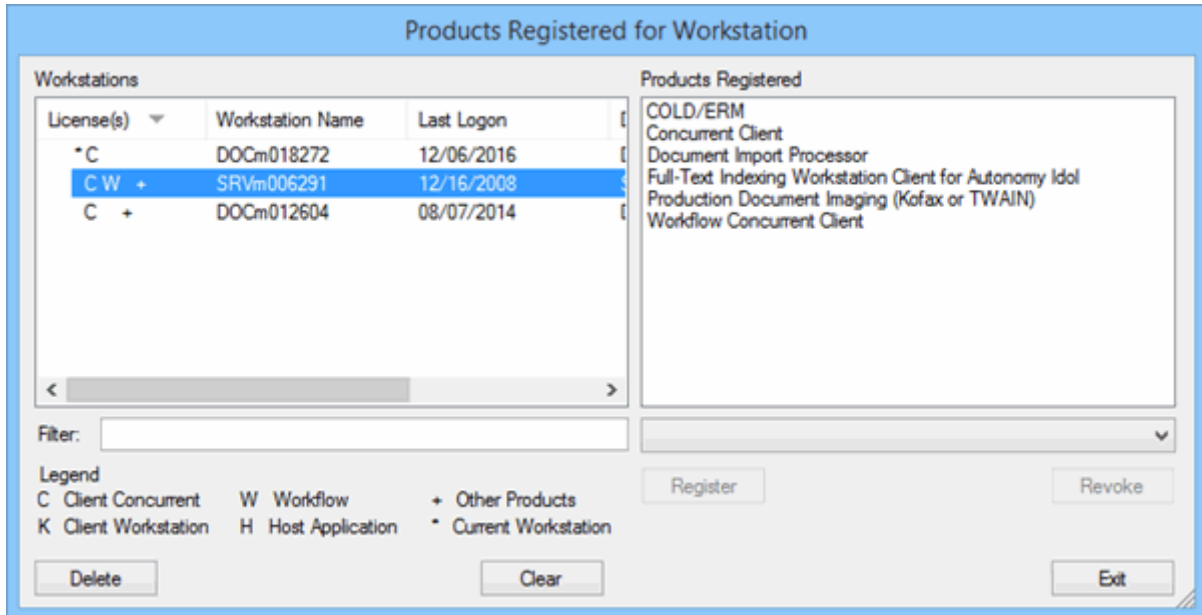 Products Registered for Workstation
Workstations
License(s) Workstation Name Last Logon
* C DOCm018272 12/06/2016
C W + SRVm006291 12/16/2008
C + DOCm012604 08/07/2014
Products Registered
COLD/ERM
Concurrent Client
Document Import Processor
Full-Text Indexing Workstation Client for Autonomy Idol
Production Document Imaging (Kofax or TWAIN)
Workflow Concurrent Client
Filter:
Legend
C Client Concurrent W Workflow + Other Products
K Client Workstation H Host Application * Current Workstation
Register Revoke
Delete Clear Exit